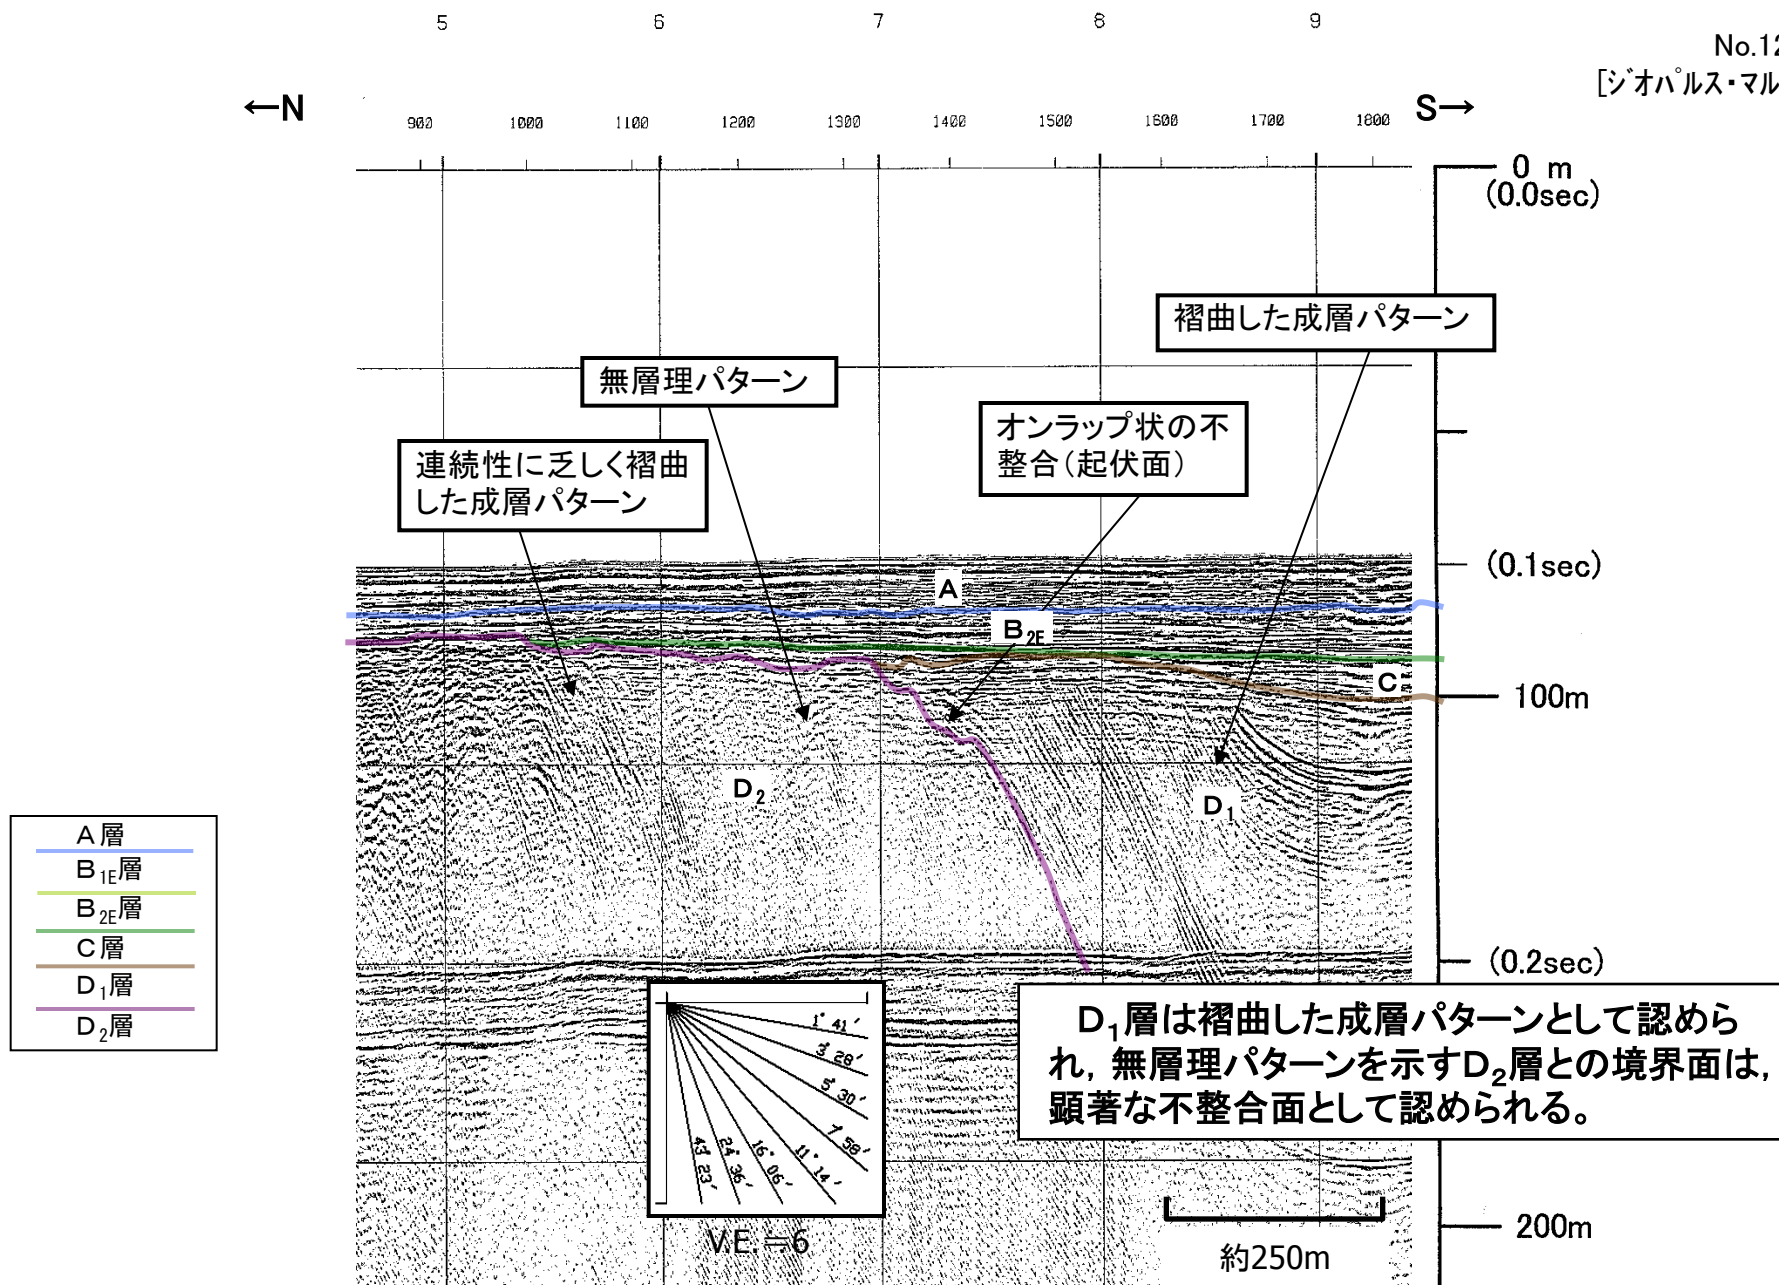 5 6 7 8 9
No.12
[ジオパルス・マル
←N
S→
900 1000 1100 1200 1300 1400 1500 1600 1700 1800
0 m
(0.0sec)
褶曲した成層パターン
無層理パターン
オンラップ状の不
整合（起伏面）
連続性に乏しく褶曲
した成層パターン
(0.1sec)
A
B2E
C
100m
D2
D1
A層
B1E層
B2E層
C層
D1層
D2層
(0.2sec)
1° 41′
3° 28′
5° 30′
7° 58′
11° 14′
16° 06′
24° 36′
43° 23′
V.E.≒6
D1層は褶曲した成層パターンとして認めら
れ，無層理パターンを示すD2層との境界面は，
顕著な不整合面として認められる。
200m
約250m